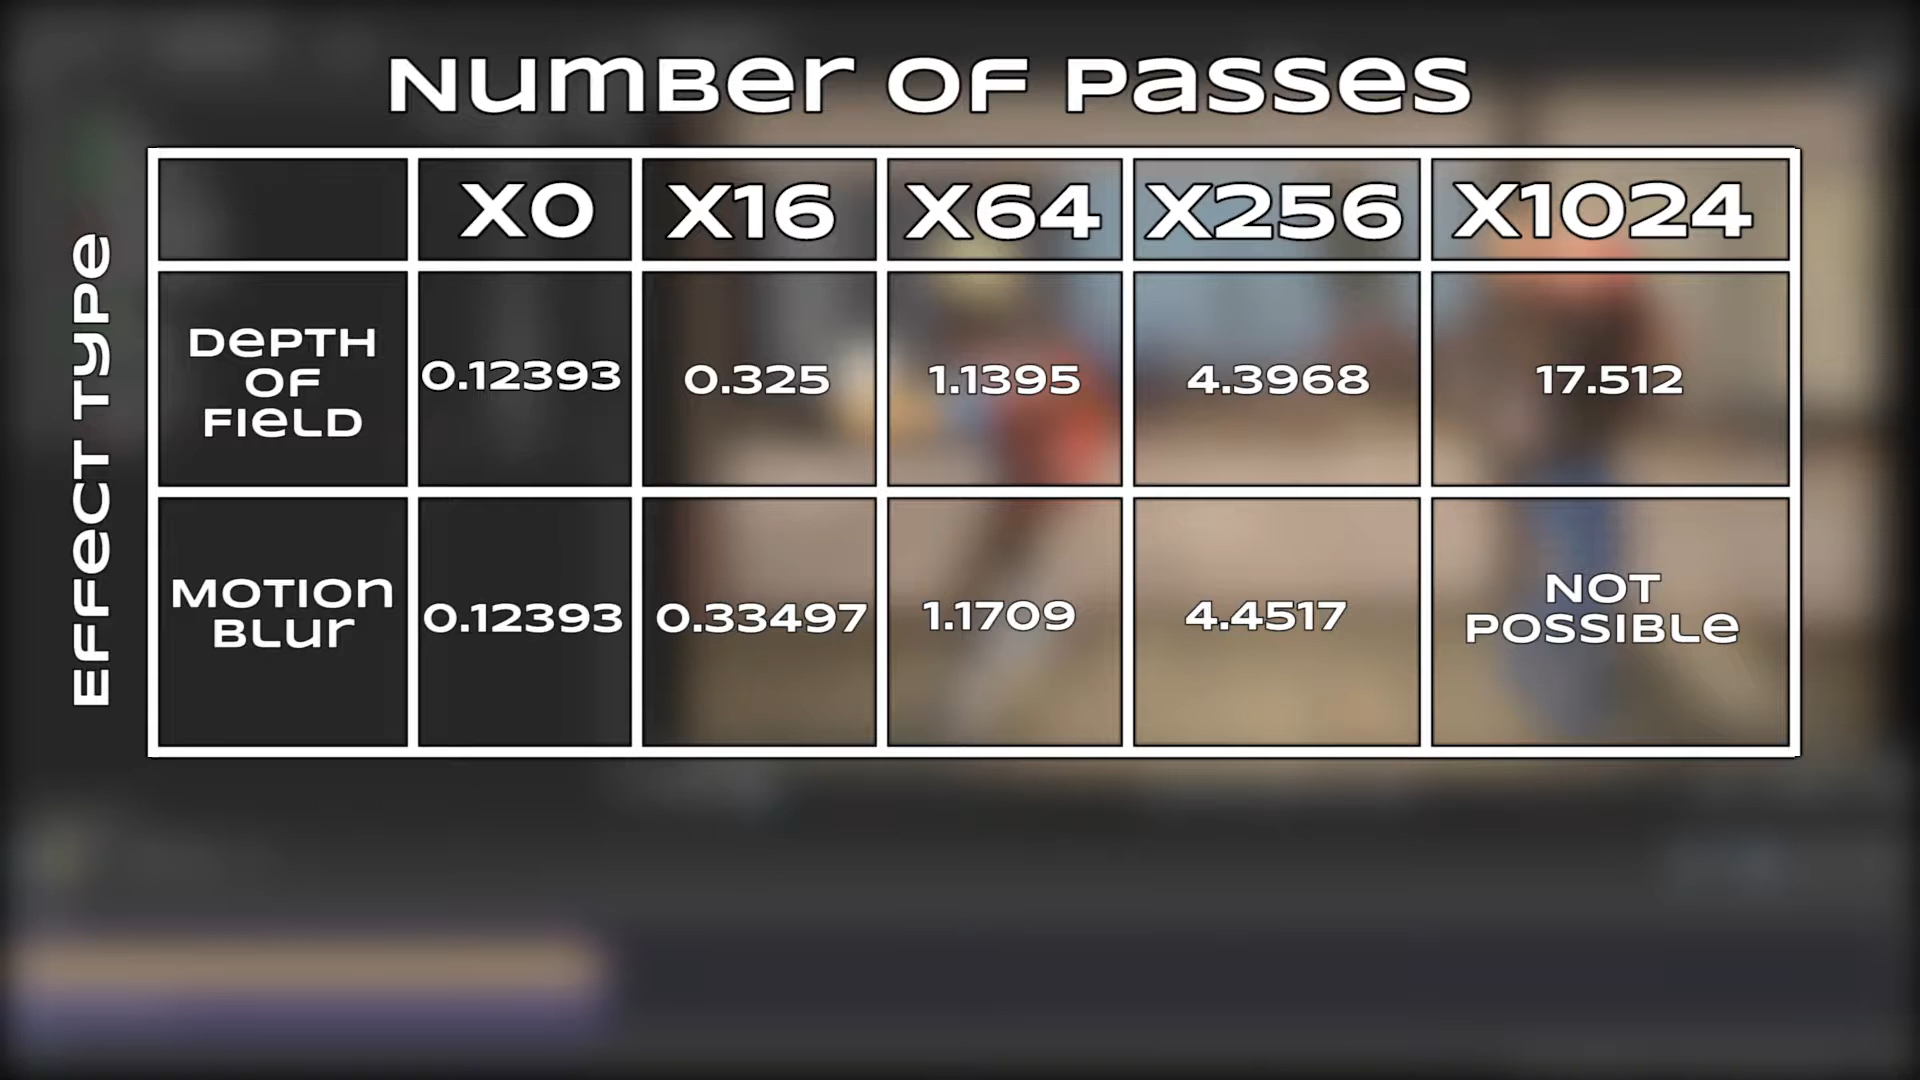 Number of Passes
Effect Type
X0 X16 X64 X256 X1024
Depth
of
Field
0.12393 0.325 1.1395 4.3968 17.512
Motion
Blur
0.12393 0.33497 1.1709 4.4517
Not
Possible